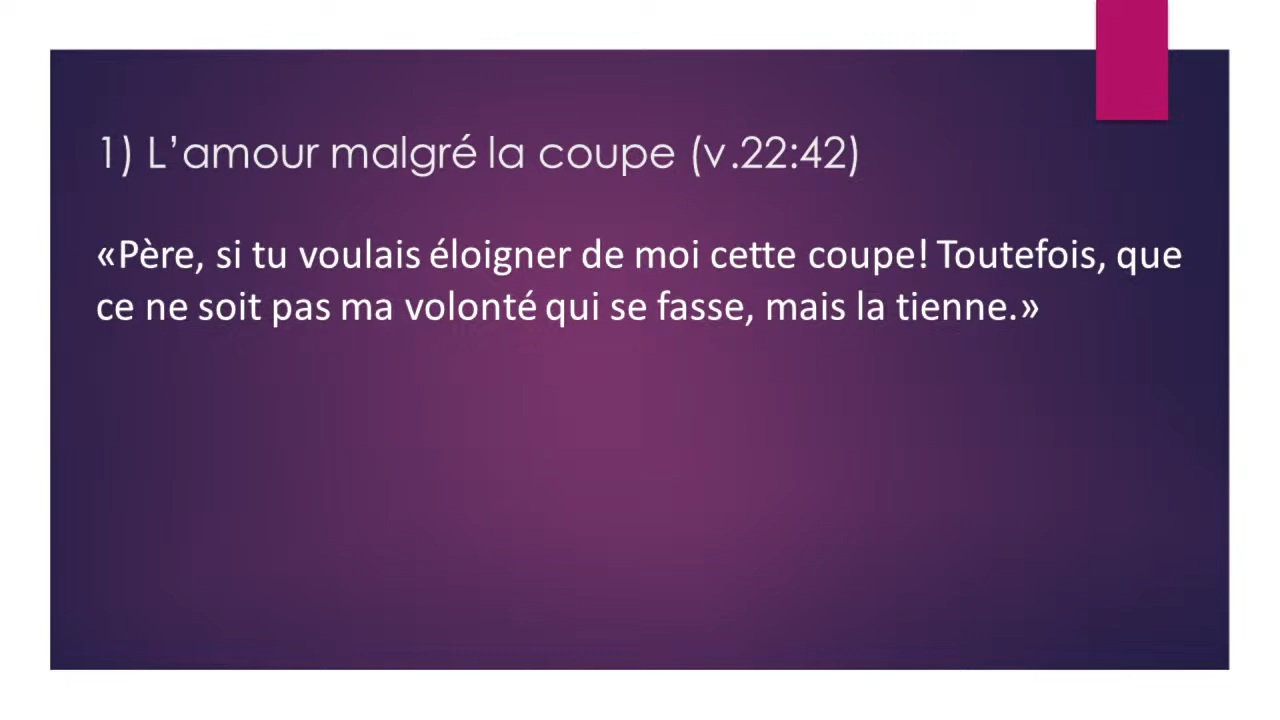 1) L’amour malgré la coupe (v.22:42)
«Père, si tu voulais éloigner de moi cette coupe! Toutefois, que
ce ne soit pas ma volonté qui se fasse, mais la tienne.»